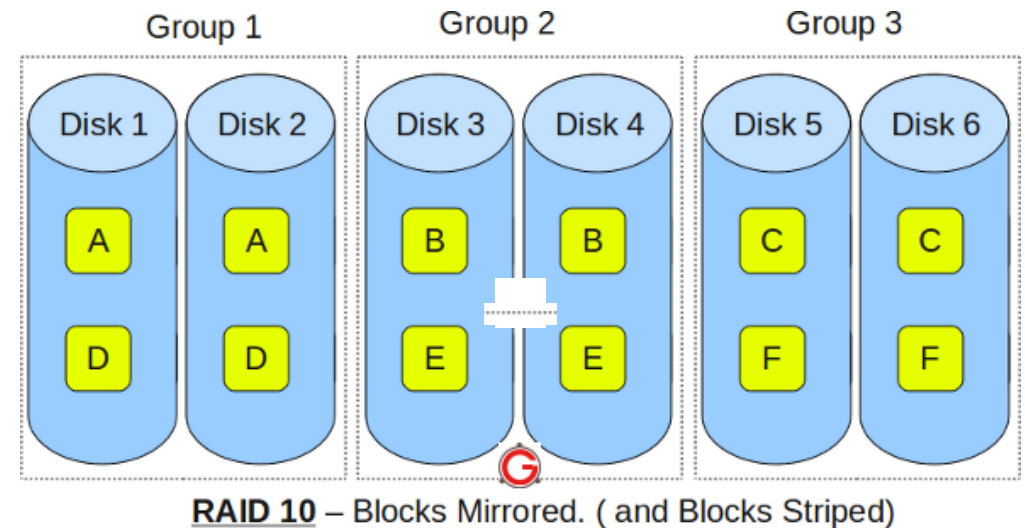 Group 1 Group 2 Group 3
Disk 1 Disk 2 Disk 3 Disk 4 Disk 5 Disk 6
A A B B C C
D D E E F F
G
RAID 10 – Blocks Mirrored. ( and Blocks Striped)